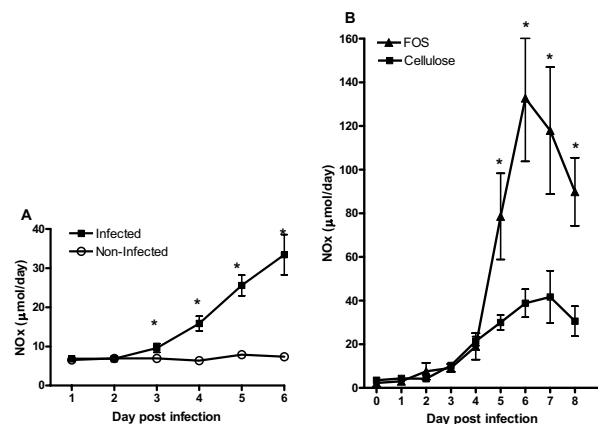 A
Infected
Non-Infected
NOx (μmol/day)
40
30
20
10
0
*
*
*
*
1 2 3 4 5 6
Day post infection
B
FOS
Cellulose
NOx (μmol/day)
160
140
120
100
80
60
40
20
0
*
*
*
*
0 1 2 3 4 5 6 7 8
Day post infection